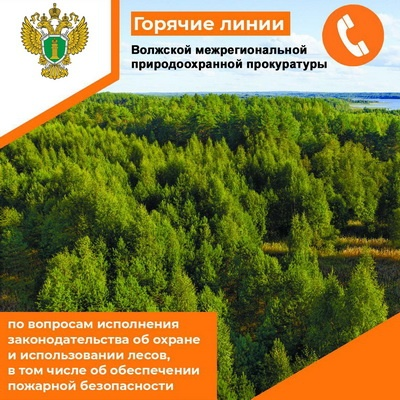 Горячие линии
Волжской межрегиональной
природоохранной прокуратуры
по вопросам исполнения
законодательства об охране
и использовании лесов,
в том числе об обеспечении
пожарной безопасности